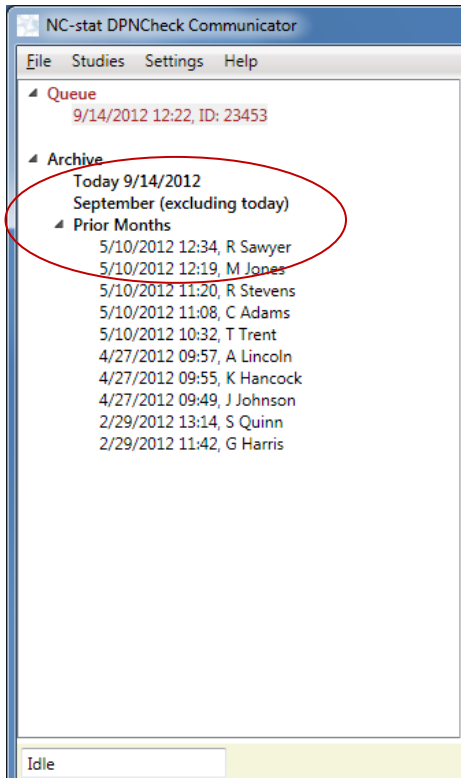 NC-stat DPNCheck Communicator
File Studies Settings Help
Queue
9/14/2012 12:22, ID: 23453
Archive
Today 9/14/2012
September (excluding today)
Prior Months
5/10/2012 12:34, R Sawyer
5/10/2012 12:19, M Jones
5/10/2012 11:20, R Stevens
5/10/2012 11:08, C Adams
5/10/2012 10:32, T Trent
4/27/2012 09:57, A Lincoln
4/27/2012 09:55, K Hancock
4/27/2012 09:49, J Johnson
2/29/2012 13:14, S Quinn
2/29/2012 11:42, G Harris
Idle